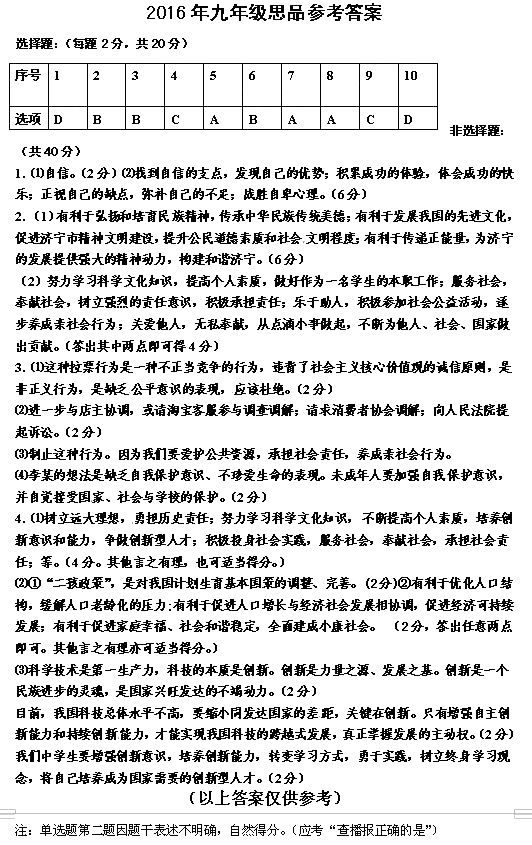 2016年九年级思品参考答案
选择题：（每题2分，共20分）
序号 1 2 3 4 5 6 7 8 9 10
选项 D B B C A B A A C D
非选择题：
（共40分）
1.⑴自信。（2分）⑵找到自信的支点，发现自己的优势；积累成功的体验，体会成功的快
乐；正视自己的缺点，弥补自己的不足；战胜自卑心理。（6分）
2.（1）有利于弘扬和培育民族精神，传承中华民族传统美德；有利于发展我国的先进文化，
促进济宁市精神文明建设，提升公民道德素质和社会文明程度；有利于传递正能量，为济宁
的发展提供强大的精神动力，构建和谐济宁。（6分）
（2）努力学习科学文化知识，提高个人素质，做好作为一名学生的本职工作；服务社会，
奉献社会，树立强烈的责任意识，积极承担责任；乐于助人，积极参加社会公益活动，逐
步养成亲社会行为；关爱他人，无私奉献，从点滴小事做起，不断为他人、社会、国家做
出贡献。（答出其中两点即可得4分）
3.⑴这种拉票行为是一种不正当竞争的行为，违背了社会主义核心价值观的诚信原则，是
非正义行为，是缺乏公平意识的表现，应该杜绝。（2分）
⑵进一步与店主协调，或请淘宝客服参与调查调解；请求消费者协会调解；向人民法院提
起诉讼。（2分）
⑶制止这种行为。因为我们要爱护公共资源，承担社会责任，养成亲社会行为。
⑷李某的想法是缺乏自我保护意识、不珍爱生命的表现。未成年人要加强自我保护意识，
并自觉接受国家、社会与学校的保护。（2分）
4.⑴树立远大理想，勇担历史责任；努力学习科学文化知识，不断提高个人素质，培养创
新意识和能力，争做创新型人才；积极投身社会实践，服务社会，奉献社会，承担社会责
任；等。（4分。其他言之有理，也可适当得分。）
⑵①“二孩政策”，是对我国计划生育基本国策的调整、完善。（2分）②有利于优化人口结
构，缓解人口老龄化的压力；有利于促进人口增长与经济社会发展相协调，促进经济可持续
发展；有利于促进家庭幸福、社会和谐稳定，全面建成小康社会。（2分，答出任意两点
即可。其他言之有理亦可适当得分。）
⑶科学技术是第一生产力，科技的本质是创新。创新是力量之源、发展之基。创新是一个
民族进步的灵魂，是国家兴旺发达的不竭动力。（2分）
目前，我国科技总体水平不高，要缩小同发达国家的差距，关键在创新。只有增强自主创
新能力和持续创新能力，才能实现我国科技的跨越式发展，真正掌握发展的主动权。（2分）
我们中学生要增强创新意识，培养创新能力，转变学习方式，勇于实践，树立终身学习观
念，将自己培养成为国家需要的创新型人才。（2分）
（以上答案仅供参考）
注：单选题第二题因题干表述不明确，自然得分。（应考“查播报正确的是”）